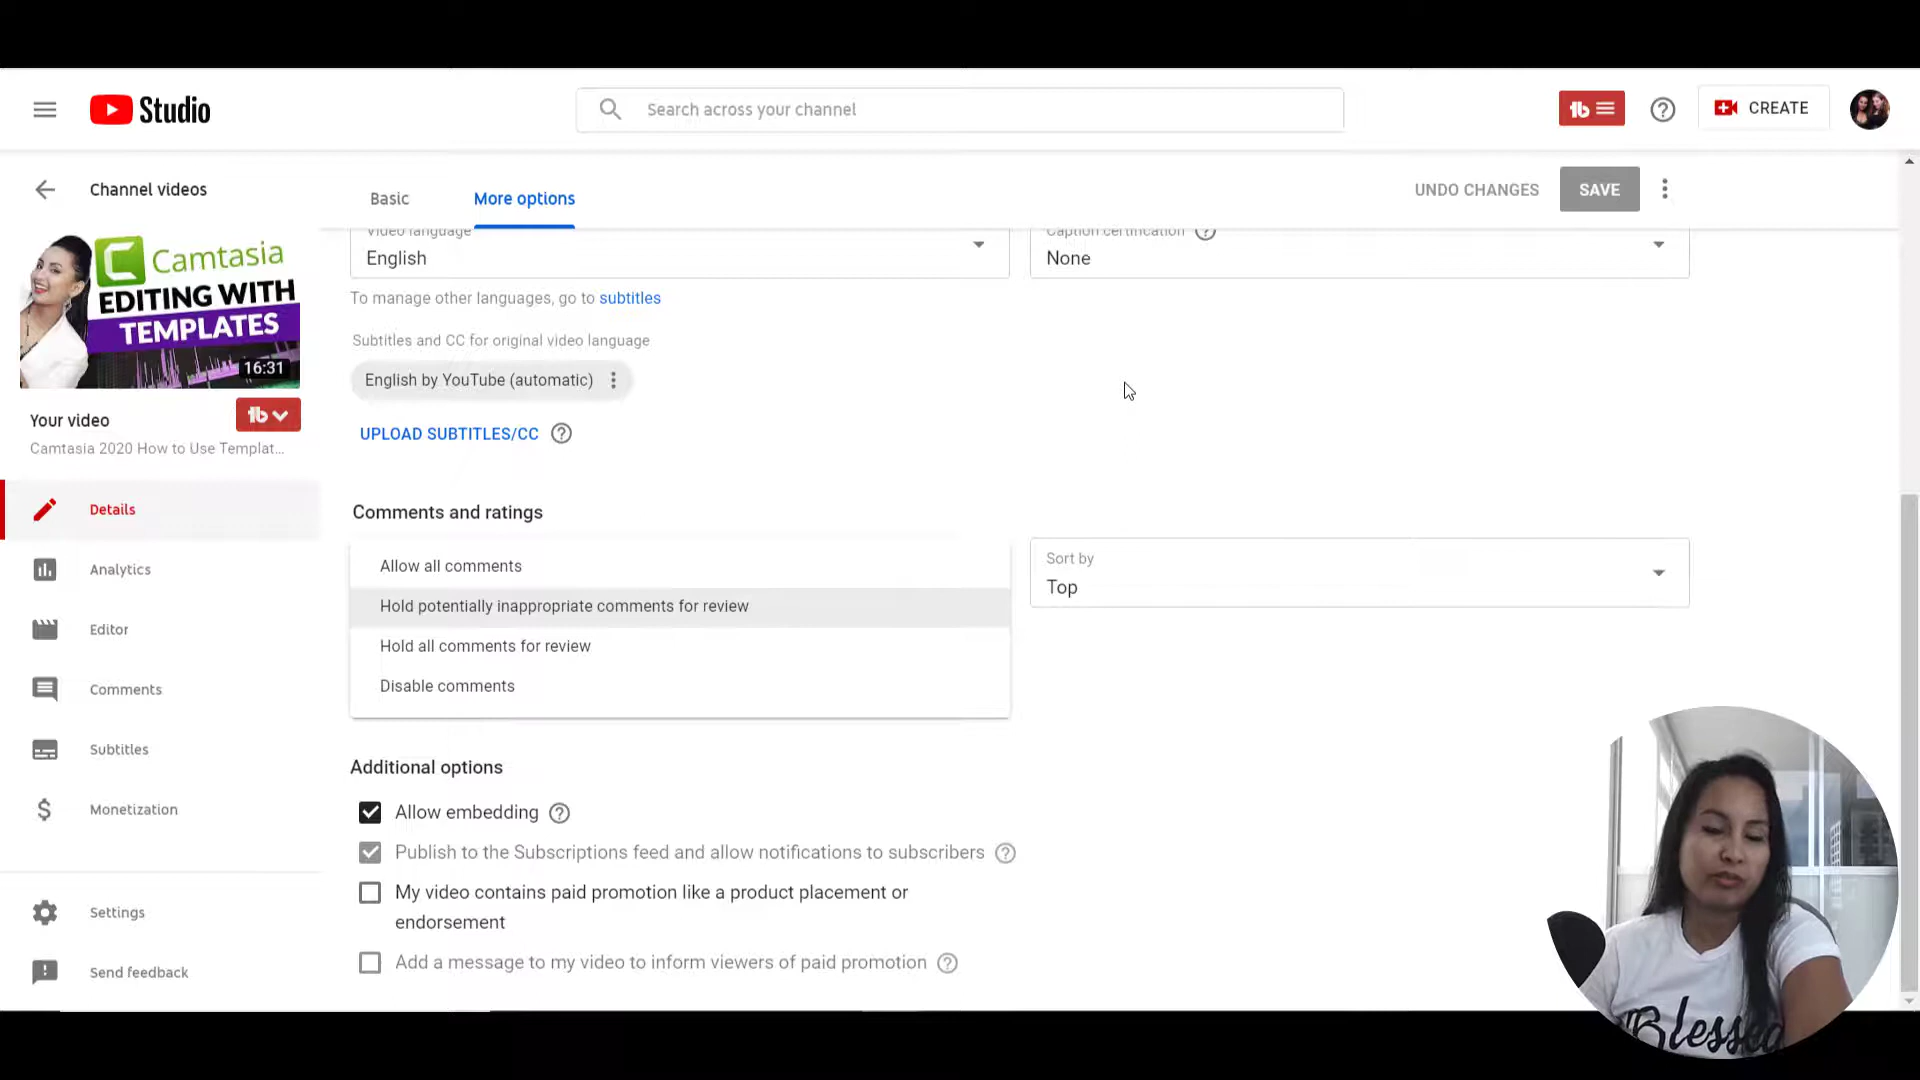 Studio
Search across your channel
CREATE
Channel videos
Basic
More options
UNDO CHANGES
SAVE
Camtasia
EDITING WITH
TEMPLATES
16:31
Your video
Camtasia 2020 How to Use Templat...
Details
Analytics
Editor
Comments
Subtitles
Monetization
Settings
Send feedback
Video language
English
Caption certification
None
To manage other languages, go to subtitles
Subtitles and CC for original video language
English by YouTube (automatic)
UPLOAD SUBTITLES/CC
Comments and ratings
Allow all comments
Hold potentially inappropriate comments for review
Hold all comments for review
Disable comments
Sort by
Top
Additional options
Allow embedding
Publish to the Subscriptions feed and allow notifications to subscribers
My video contains paid promotion like a product placement or
endorsement
Add a message to my video to inform viewers of paid promotion
Blessed